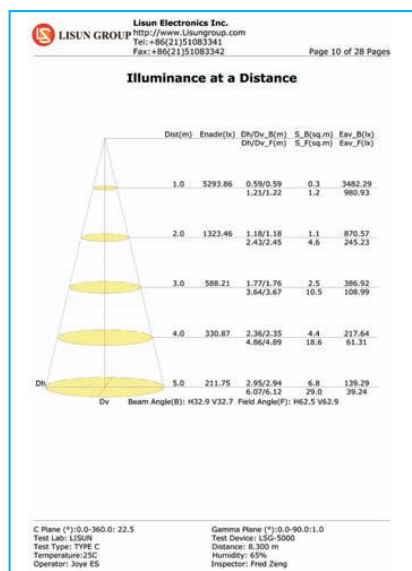 LISUN GROUP
Lisun Electronics Inc.
http://www.Lisungroup.com
Tel:+86(21)51083341
Fax:+86(21)51083342
Page 10 of 28 Pages
Illuminance at a Distance
Dist(m) Enadir(lx) Dh/Dv_B(m) S_B(sq.m) Eav_B(lx)
Dh/Dv_F(m) S_F(sq.m) Eav_F(lx)
1.0 5293.86 0.59/0.59 0.3 3482.29
1.21/1.22 1.2 980.93
2.0 1323.46 1.18/1.18 1.1 870.57
2.43/2.45 4.6 245.23
3.0 588.21 1.77/1.76 2.5 386.92
3.64/3.67 10.5 108.99
4.0 330.87 2.36/2.35 4.4 217.64
4.86/4.89 18.6 61.31
Dh 5.0 211.75 2.95/2.94 6.8 139.29
6.07/6.12 29.0 39.24
Dv Beam Angle(B): H32.9 V32.7 Field Angle(F): H62.5 V62.9
C Plane (°):0.0-360.0: 22.5
Test Lab: LISUN
Test Type: TYPE C
Temperature:25C
Operator: Joye ES
Gamma Plane (°):0.0-90.0:1.0
Test Device: LSG-5000
Distance: 8.300 m
Humidity: 65%
Inspector: Fred Zeng